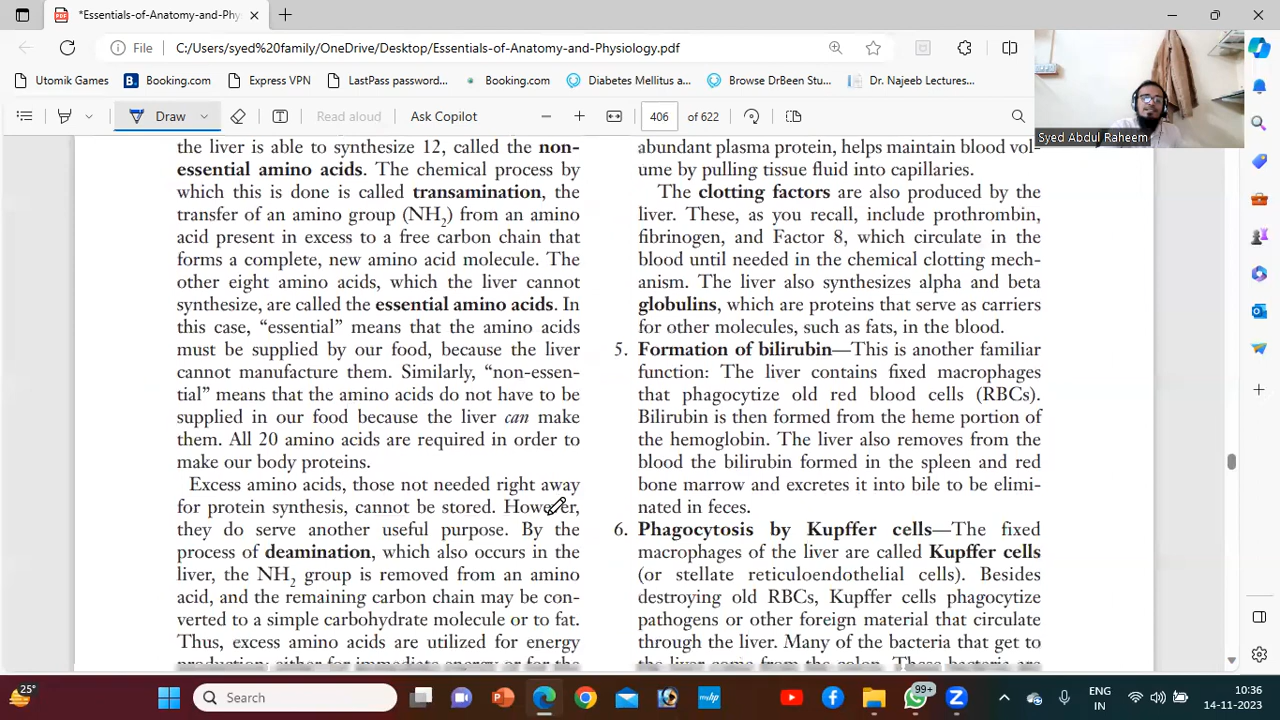 *Essentials-of-Anatomy-and-Phy
File
C:/Users/syed%20family/OneDrive/Desktop/Essentials-of-Anatomy-and-Physiology.pdf
Utomik Games
Booking.com
Express VPN
LastPass password...
Booking.com
Diabetes Mellitus a...
Browse DrBeen Stu...
Dr. Najeeb Lectures...
Draw
Read aloud
Ask Copilot
406 of 622
Syed Abdul Raheem
the liver is able to synthesize 12, called the non-
essential amino acids. The chemical process by
which this is done is called transamination, the
transfer of an amino group (NH2) from an amino
acid present in excess to a free carbon chain that
forms a complete, new amino acid molecule. The
other eight amino acids, which the liver cannot
synthesize, are called the essential amino acids. In
this case, “essential” means that the amino acids
must be supplied by our food, because the liver
cannot manufacture them. Similarly, “non-essen-
tial” means that the amino acids do not have to be
supplied in our food because the liver can make
them. All 20 amino acids are required in order to
make our body proteins.
Excess amino acids, those not needed right away
for protein synthesis, cannot be stored. However,
they do serve another useful purpose. By the
process of deamination, which also occurs in the
liver, the NH2 group is removed from an amino
acid, and the remaining carbon chain may be con-
verted to a simple carbohydrate molecule or to fat.
Thus, excess amino acids are utilized for energy
production: either for immediate energy or for the
abundant plasma protein, helps maintain blood vol-
ume by pulling tissue fluid into capillaries.
The clotting factors are also produced by the
liver. These, as you recall, include prothrombin,
fibrinogen, and Factor 8, which circulate in the
blood until needed in the chemical clotting mech-
anism. The liver also synthesizes alpha and beta
globulins, which are proteins that serve as carriers
for other molecules, such as fats, in the blood.
5. Formation of bilirubin—This is another familiar
function: The liver contains fixed macrophages
that phagocytize old red blood cells (RBCs).
Bilirubin is then formed from the heme portion of
the hemoglobin. The liver also removes from the
blood the bilirubin formed in the spleen and red
bone marrow and excretes it into bile to be elimi-
nated in feces.
6. Phagocytosis by Kupffer cells—The fixed
macrophages of the liver are called Kupffer cells
(or stellate reticuloendothelial cells). Besides
destroying old RBCs, Kupffer cells phagocytize
pathogens or other foreign material that circulate
through the liver. Many of the bacteria that get to
the liver come from the colon. These bacteria are
25°
Search
99+
ENG
IN
10:36
14-11-2023